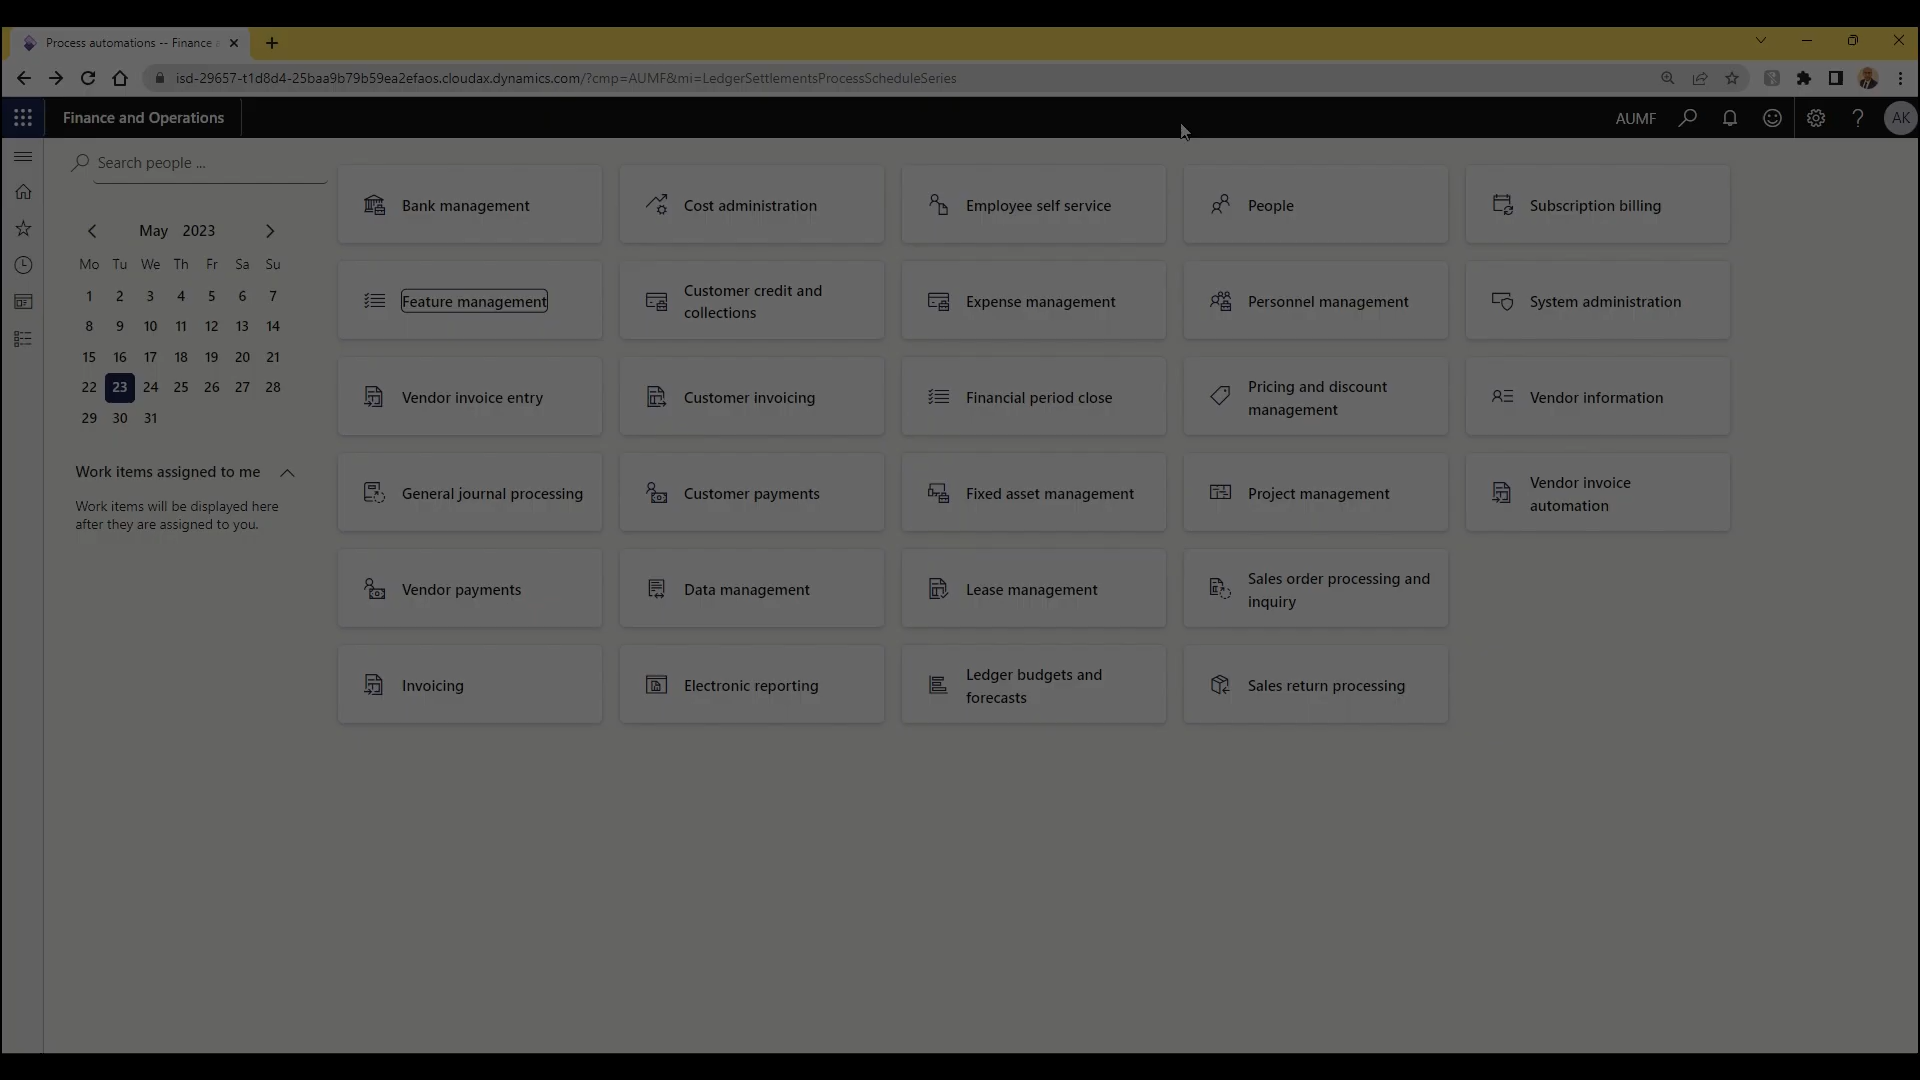 Process automations -- Finance a
isd-29657-t1d8d4-25baa9b79b59ea2efaos.cloudax.dynamics.com/?cmp=AUMF&mi=LedgerSettlementsProcessScheduleSeries
Finance and Operations
AUMF
AK
Search people ...
May 2023
Mo Tu We Th Fr Sa Su
1 2 3 4 5 6 7
8 9 10 11 12 13 14
15 16 17 18 19 20 21
22 23 24 25 26 27 28
29 30 31
Work items assigned to me
Work items will be displayed here
after they are assigned to you.
Bank management
Feature management
Vendor invoice entry
General journal processing
Vendor payments
Invoicing
Cost administration
Customer credit and
collections
Customer invoicing
Customer payments
Data management
Electronic reporting
Employee self service
Expense management
Financial period close
Fixed asset management
Lease management
Ledger budgets and
forecasts
People
Personnel management
Pricing and discount
management
Project management
Sales order processing and
inquiry
Sales return processing
Subscription billing
System administration
Vendor information
Vendor invoice
automation